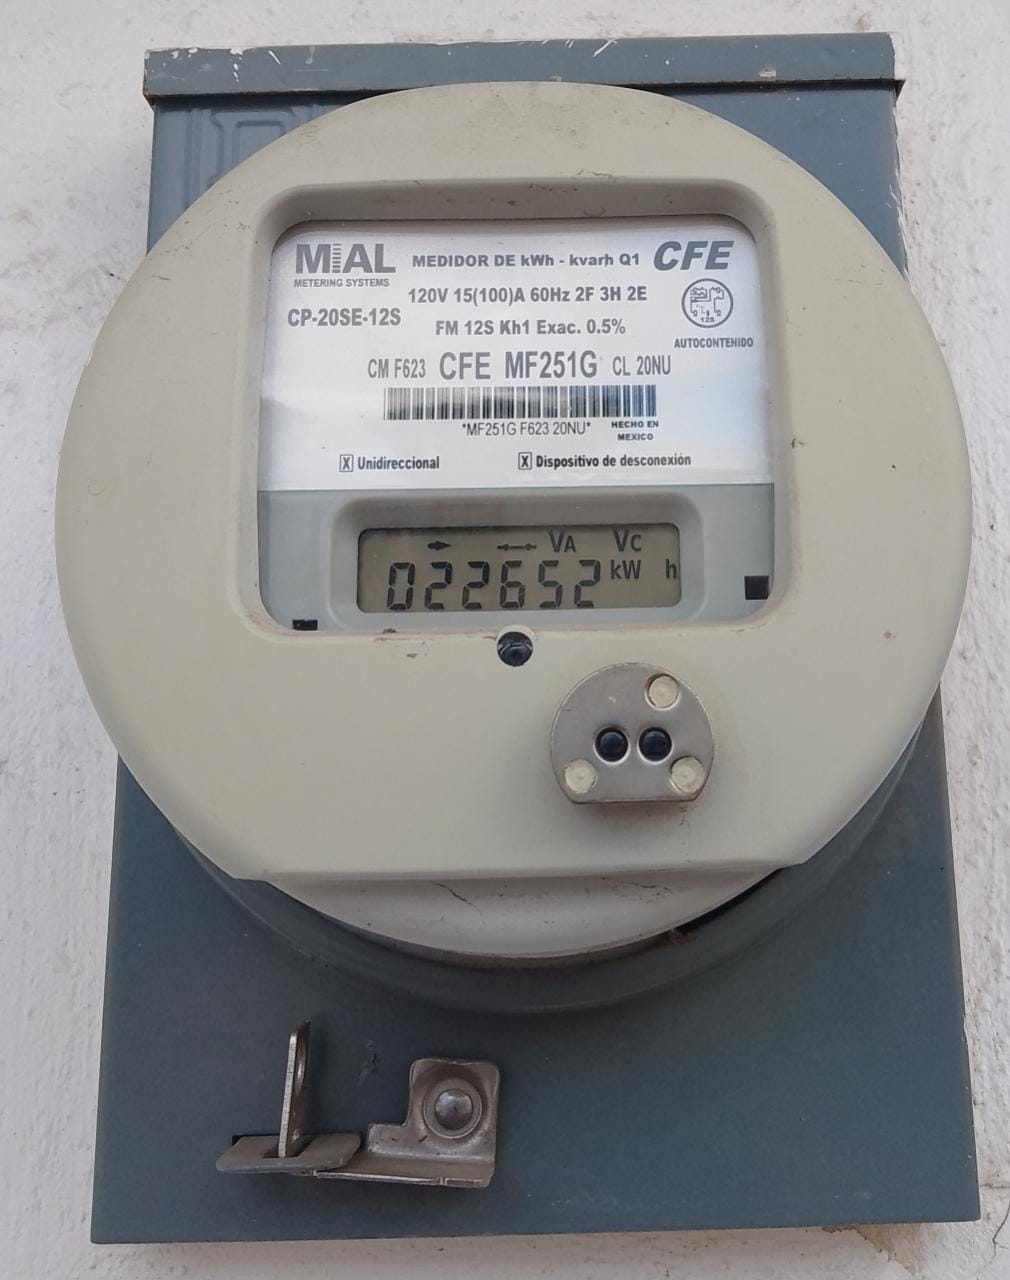 MIAL
METERING SYSTEMS
MEDIDOR DE kWh - kvarh Q1
CFE
120V 15(100)A 60Hz 2F 3H 2E
CP-20SE-12S
FM 12S Kh1 Exac. 0.5%
12S
AUTOCONTENIDO
CM F623 CFE MF251G CL 20NU
*MF251G F623 20NU*
HECHO EN
MEXICO
X Unidireccional
X Dispositivo de desconexión
VA VC
022652 kW h